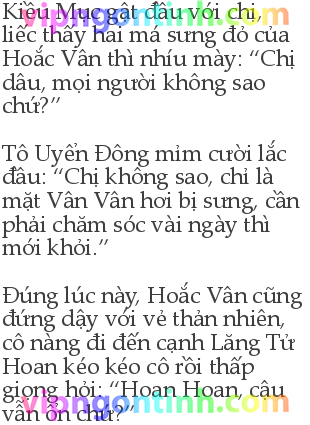 Kiều Mục gật đầu với chị,
liếc thấy hai má sưng đỏ của
Hoắc Vân thì nhíu mày: “Chị
dâu, mọi người không sao
chứ?”
Tô Uyển Đông mỉm cười lắc
đầu: “Chị không sao, chỉ là
mặt Vân Vân hơi bị sưng, cần
phải chăm sóc vài ngày thì
mới khỏi.”
Đúng lúc này, Hoắc Vân cũng
đứng dậy với vẻ thản nhiên,
cô nàng đi đến cạnh Lăng Tử
Hoan kéo kéo cô rồi thấp
giọng hỏi: “Hoan Hoan, cậu
vẫn ổn chứ?”
vipngontinh.com
vipngontinh.com